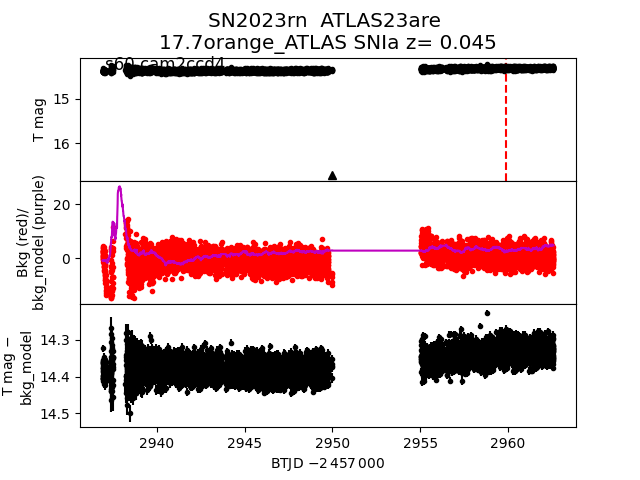 SN2023rn  ATLAS23are
17.7orange_ATLAS SNIa z= 0.045
s60 cam2ccd4
15
16
T mag
20
0
Bkg (red)/
bkg_model (purple)
14.3
14.4
14.5
T mag −
bkg_model
2940
2945
2950
2955
2960
BTJD −2 457 000